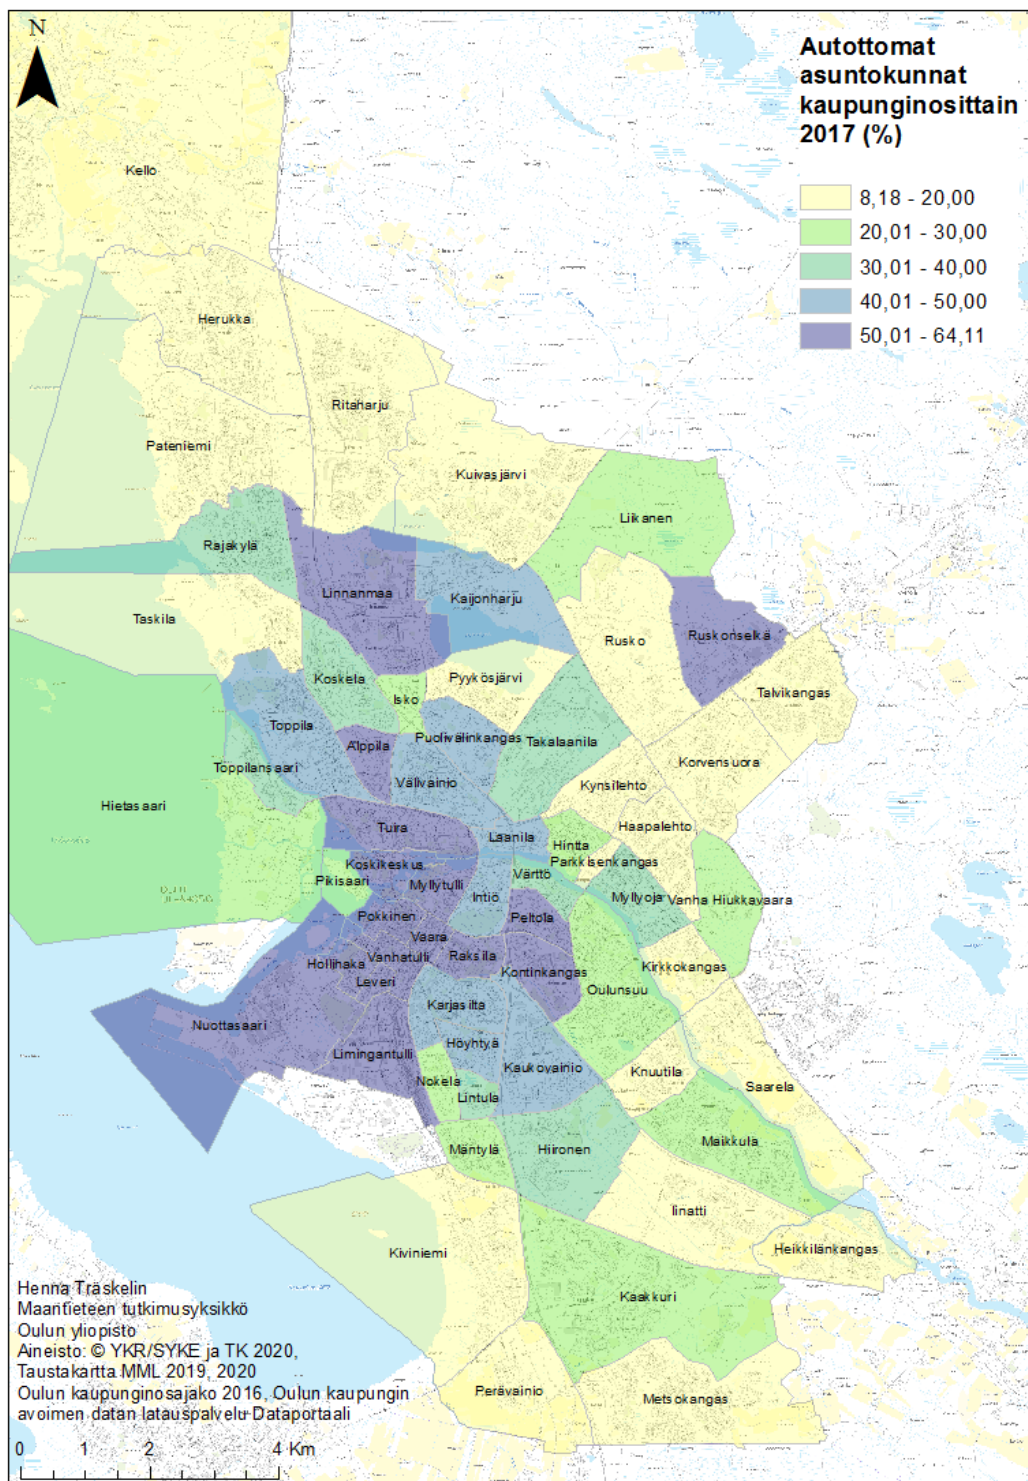 N
Autottomat
asuntokunnat
kaupunginosittain
2017 (%)
8,18 - 20,00
20,01 - 30,00
30,01 - 40,00
40,01 - 50,00
50,01 - 64,11
Kello
Herukka
Ritaharju
Pateniemi
Kuivasjärvi
Liikanen
Rajakylä
Linnanmaa
Kaijonharju
Taskila
Rusko
Ruskonselkä
Koskela
Pyykösjärvi
Talvikangas
Isko
Toppila
Alppila
Puolivälinkangas
Takalaanila
Korvensuora
Toppilansaari
Välivainio
Kynsilehto
Hietasaari
Haapalehto
Tuira
Laanila
Hintta
Koskikeskus
Parkkisenkangas
Pikisaari
Myllytulli
Värttö
Intiö
Myllyoja
Vanha Hiukkavaara
Pokkinen
Peltola
Vaara
Hollihaka
Vanhatulli
Raksila
Kirkkokangas
Kontinkangas
Leveri
Oulunsuu
Karjasilta
Nuottasaari
Höyhtyä
Limingantulli
Kaukovainio
Knuutila
Nokela
Saarela
Lintula
Maikkula
Mäntylä
Hiironen
Iinatti
Kiviniemi
Heikkilänkangas
Kaakkuri
Perävainio
Metsokangas
Henna Träskelin
Maantieteen tutkimusyksikkö
Oulun yliopisto
Aineisto: © YKR/SYKE ja TK 2020,
Taustakartta MML 2019, 2020
Oulun kaupunginosajako 2016, Oulun kaupungin
avoimen datan latauspalvelu Dataportaali
0 1 2 4 Km